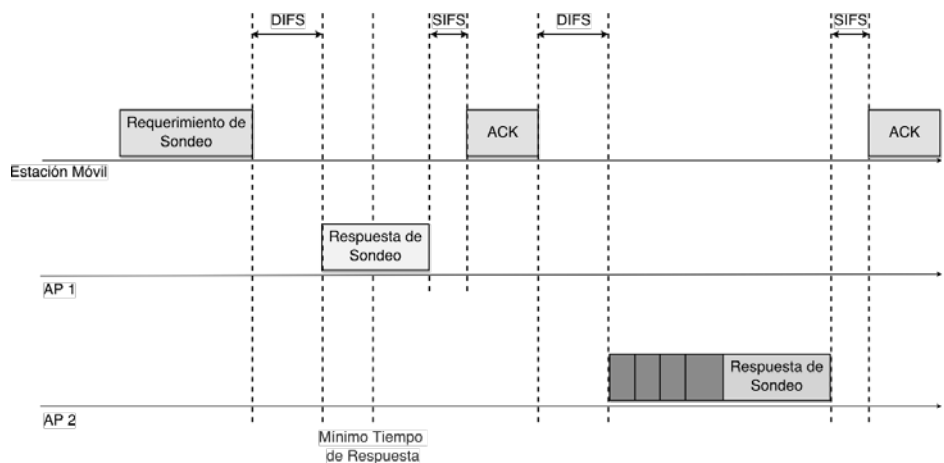 DIFS
SIFS
DIFS
SIFS
Requerimiento de
Sondeo
ACK
ACK
Estación Móvil
Respuesta de
Sondeo
AP 1
Respuesta de
Sondeo
AP 2
Mínimo Tiempo
de Respuesta